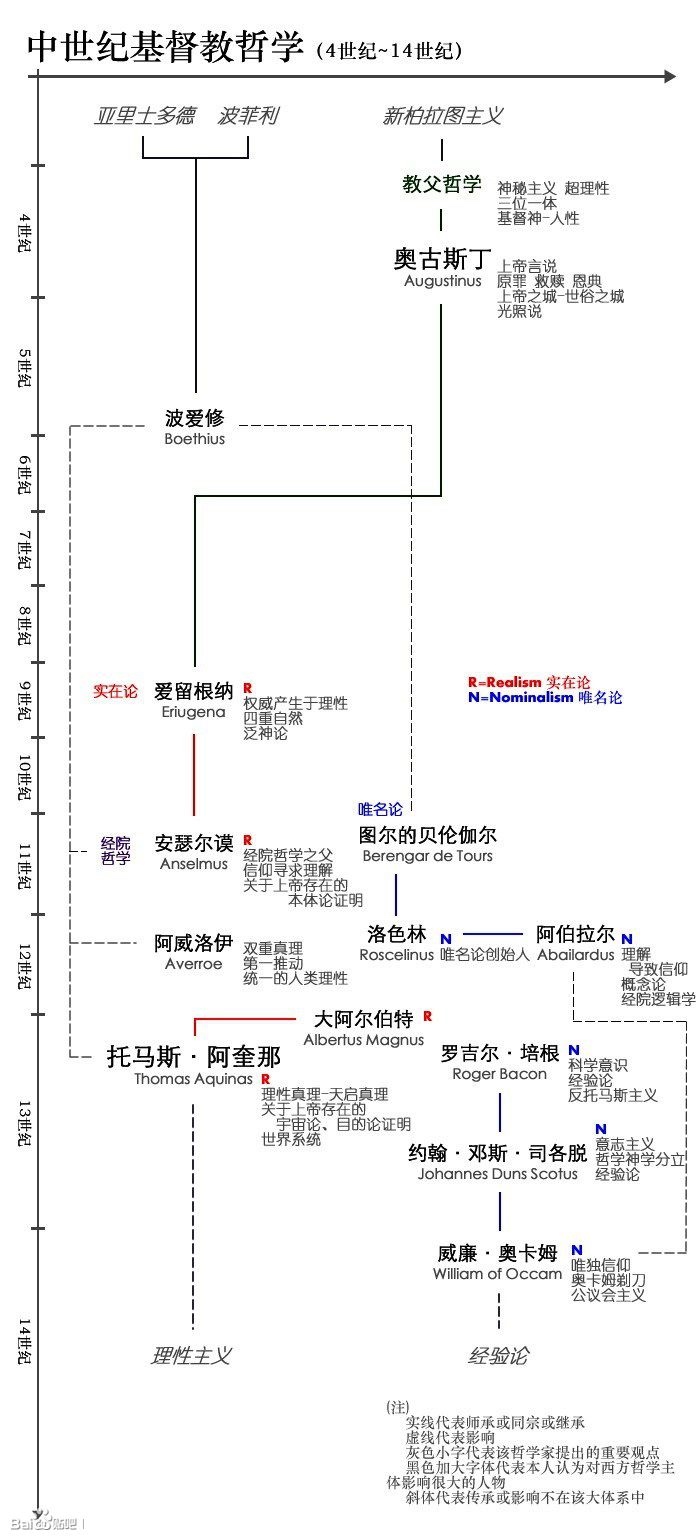 中世纪基督教哲学 (4世纪~14世纪)
亚里士多德 波菲利 新柏拉图主义
教父哲学
神秘主义 超理性
三位一体
基督神-人性
4世纪
奥古斯丁
Augustinus
上帝言说
原罪 救赎 恩典
上帝之城-世俗之城
光照说
5世纪
波爱修
Boethius
6世纪
7世纪
8世纪
9世纪
实在论
爱留根纳 R
Eriugena
权威产生于理性
四重自然
泛神论
R=Realism 实在论
N=Nominalism 唯名论
10世纪
唯名论
图尔的贝伦伽尔
Berengar de Tours
11世纪
经院
哲学
安瑟尔谟 R
Anselmus
经院哲学之父
信仰寻求理解
关于上帝存在的
本体论证明
12世纪
阿威洛伊
Averroe
双重真理
第一推动
统一的人类理性
洛色林 N
Roscelinus 唯名论创始人
阿伯拉尔 N
Abailardus
理解
导致信仰
概念论
经院逻辑学
大阿尔伯特 R
Albertus Magnus
托马斯·阿奎那
Thomas Aquinas R
理性真理-天启真理
关于上帝存在的
宇宙论、目的论证明
世界系统
罗吉尔·培根 N
Roger Bacon
科学意识
经验论
反托马斯主义
13世纪
约翰·邓斯·司各脱 N
Johannes Duns Scotus
意志主义
哲学神学分立
经验论
威廉·奥卡姆 N
William of Occam
唯独信仰
奥卡姆剃刀
公议会主义
14世纪
理性主义 经验论
(注)
实线代表师承或同宗或继承
虚线代表影响
灰色小字代表该哲学家提出的重要观点
黑色加大字体代表本人认为对西方哲学主
体影响很大的人物
斜体代表传承或影响不在该大体系中
Bai贴吧